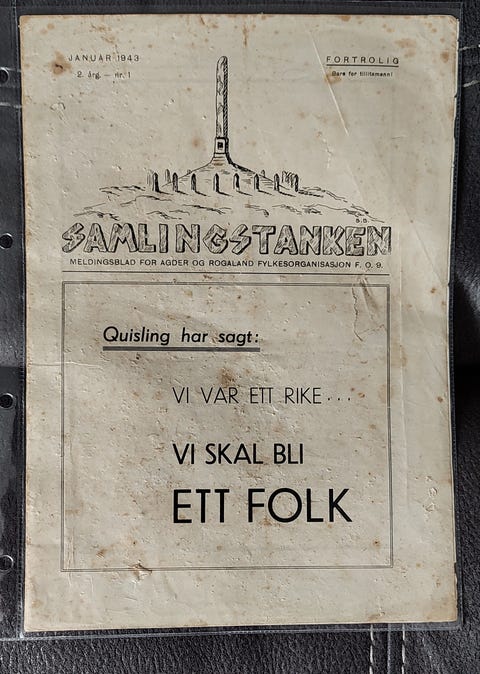 JANUAR 1943
2. årg. — nr. 1
FORTROLIG
Bare for tillitsmenn!
S.B.
SAMLINGSTANKEN
MELDINGSBLAD FOR AGDER OG ROGALAND FYLKESORGANISASJON F. O. 9.
Quisling har sagt:
VI VAR ETT RIKE...
VI SKAL BLI
ETT FOLK